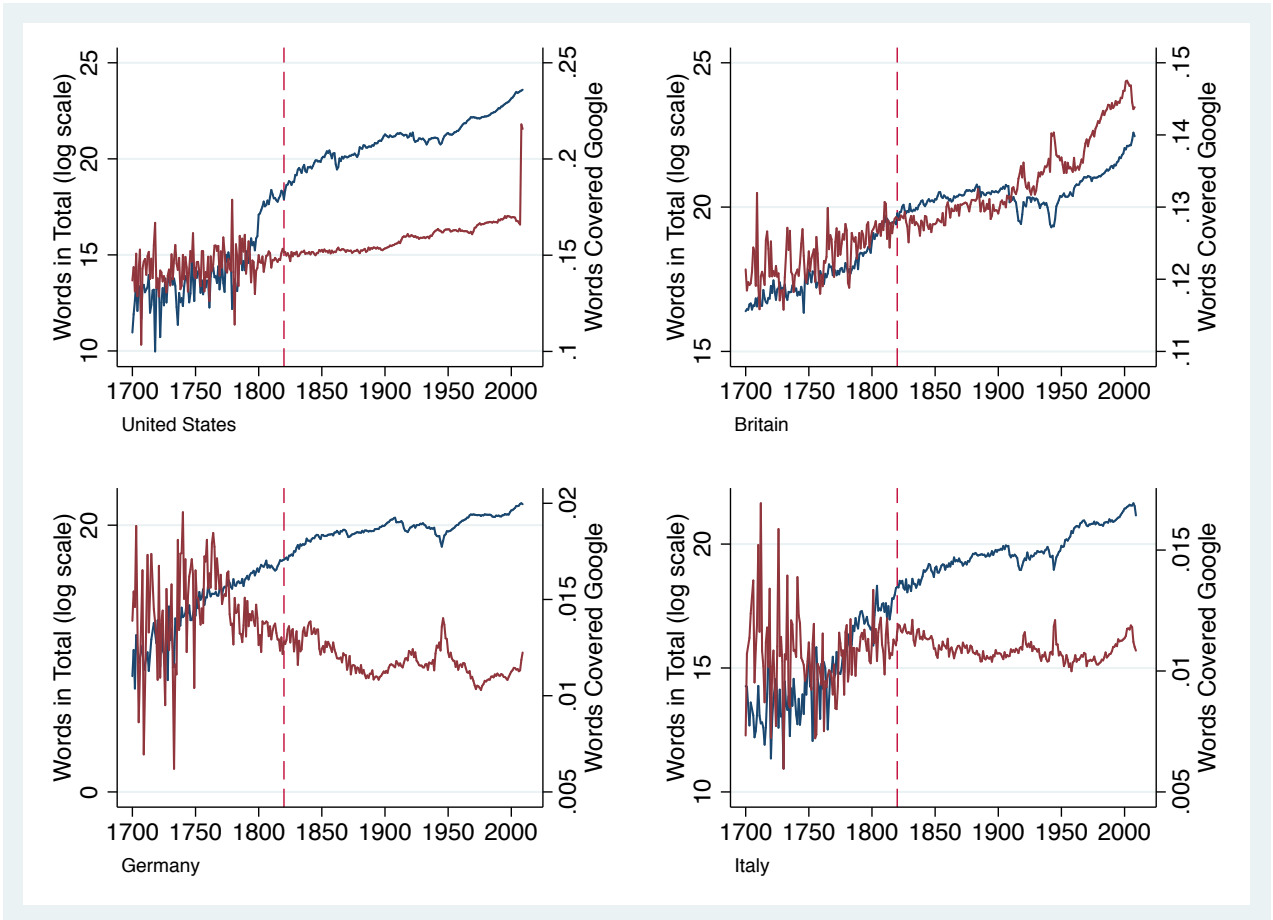 Words in Total (log scale)
10 15 20 25
.1 .15 .2 .25
Words Covered Google
1700 1750 1800 1850 1900 1950 2000
United States
Words in Total (log scale)
15 20 25
.11 .12 .13 .14 .15
Words Covered Google
1700 1750 1800 1850 1900 1950 2000
Britain
Words in Total (log scale)
0 20
.005 .01 .015 .02
Words Covered Google
1700 1750 1800 1850 1900 1950 2000
Germany
Words in Total (log scale)
10 15 20
.005 .01 .015
Words Covered Google
1700 1750 1800 1850 1900 1950 2000
Italy